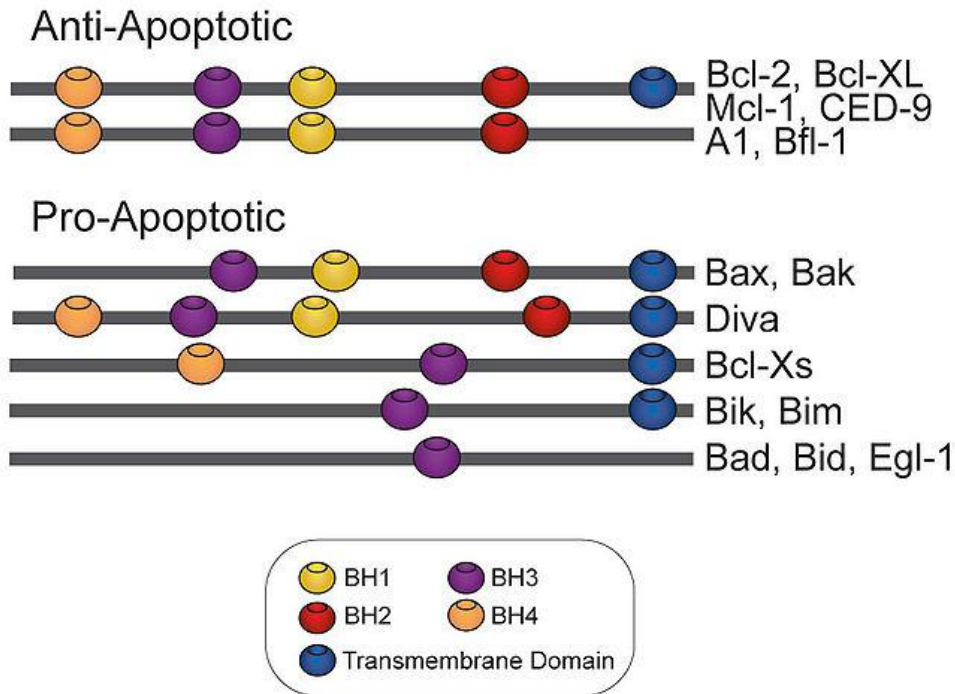 Anti-Apoptotic
Bcl-2, Bcl-XL
Mcl-1, CED-9
A1, Bfl-1
Pro-Apoptotic
Bax, Bak
Diva
Bcl-Xs
Bik, Bim
Bad, Bid, Egl-1
BH1
BH3
BH2
BH4
Transmembrane Domain